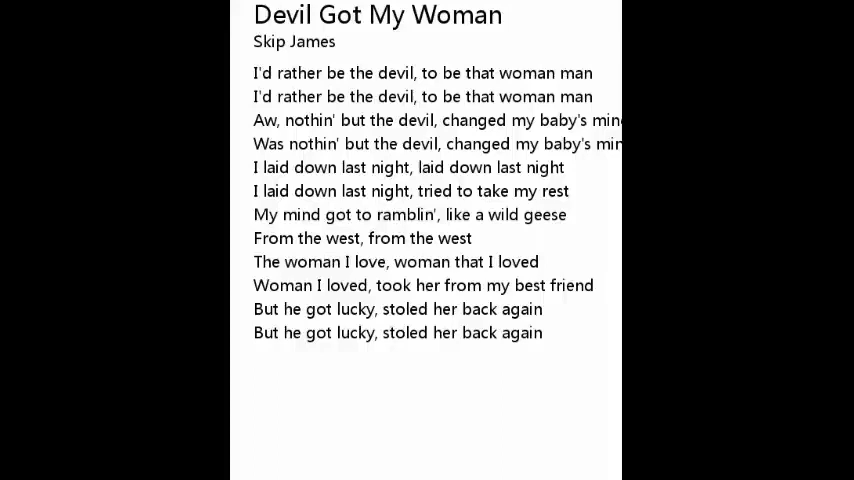 Devil Got My Woman
Skip James
I'd rather be the devil, to be that woman man
I'd rather be the devil, to be that woman man
Aw, nothin' but the devil, changed my baby's
Was nothin' but the devil, changed my baby's
I laid down last night, laid down last night
I laid down last night, tried to take my rest
My mind got to ramblin', like a wild geese
From the west, from the west
The woman I love, woman that I loved
Woman I loved, took her from my best friend
But he got lucky, stoled her back again
But he got lucky, stoled her back again